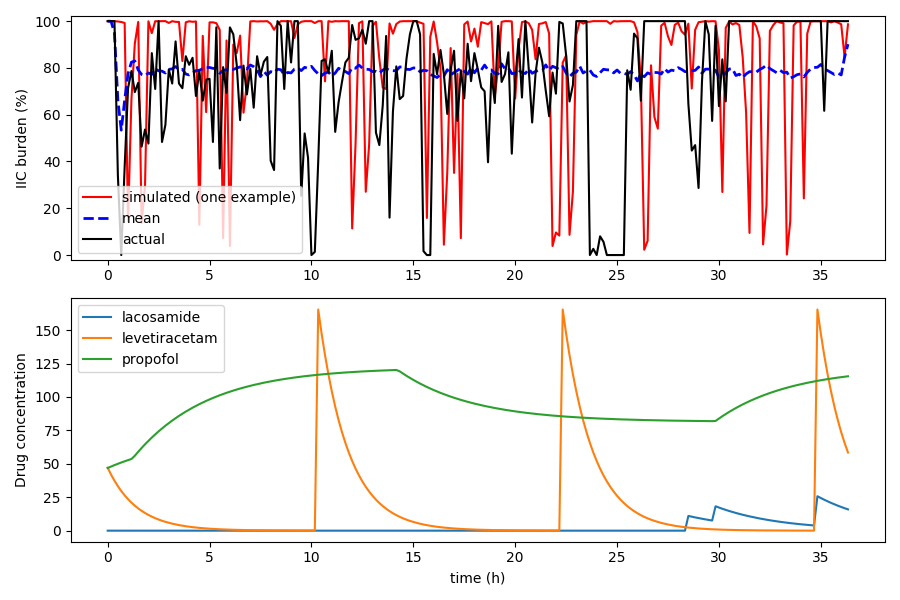 100
80
60
40
20
0
IIC burden (%)
simulated (one example)
mean
actual
0 5 10 15 20 25 30 35
150
125
100
75
50
25
0
Drug concentration
lacosamide
levetiracetam
propofol
0 5 10 15 20 25 30 35
time (h)